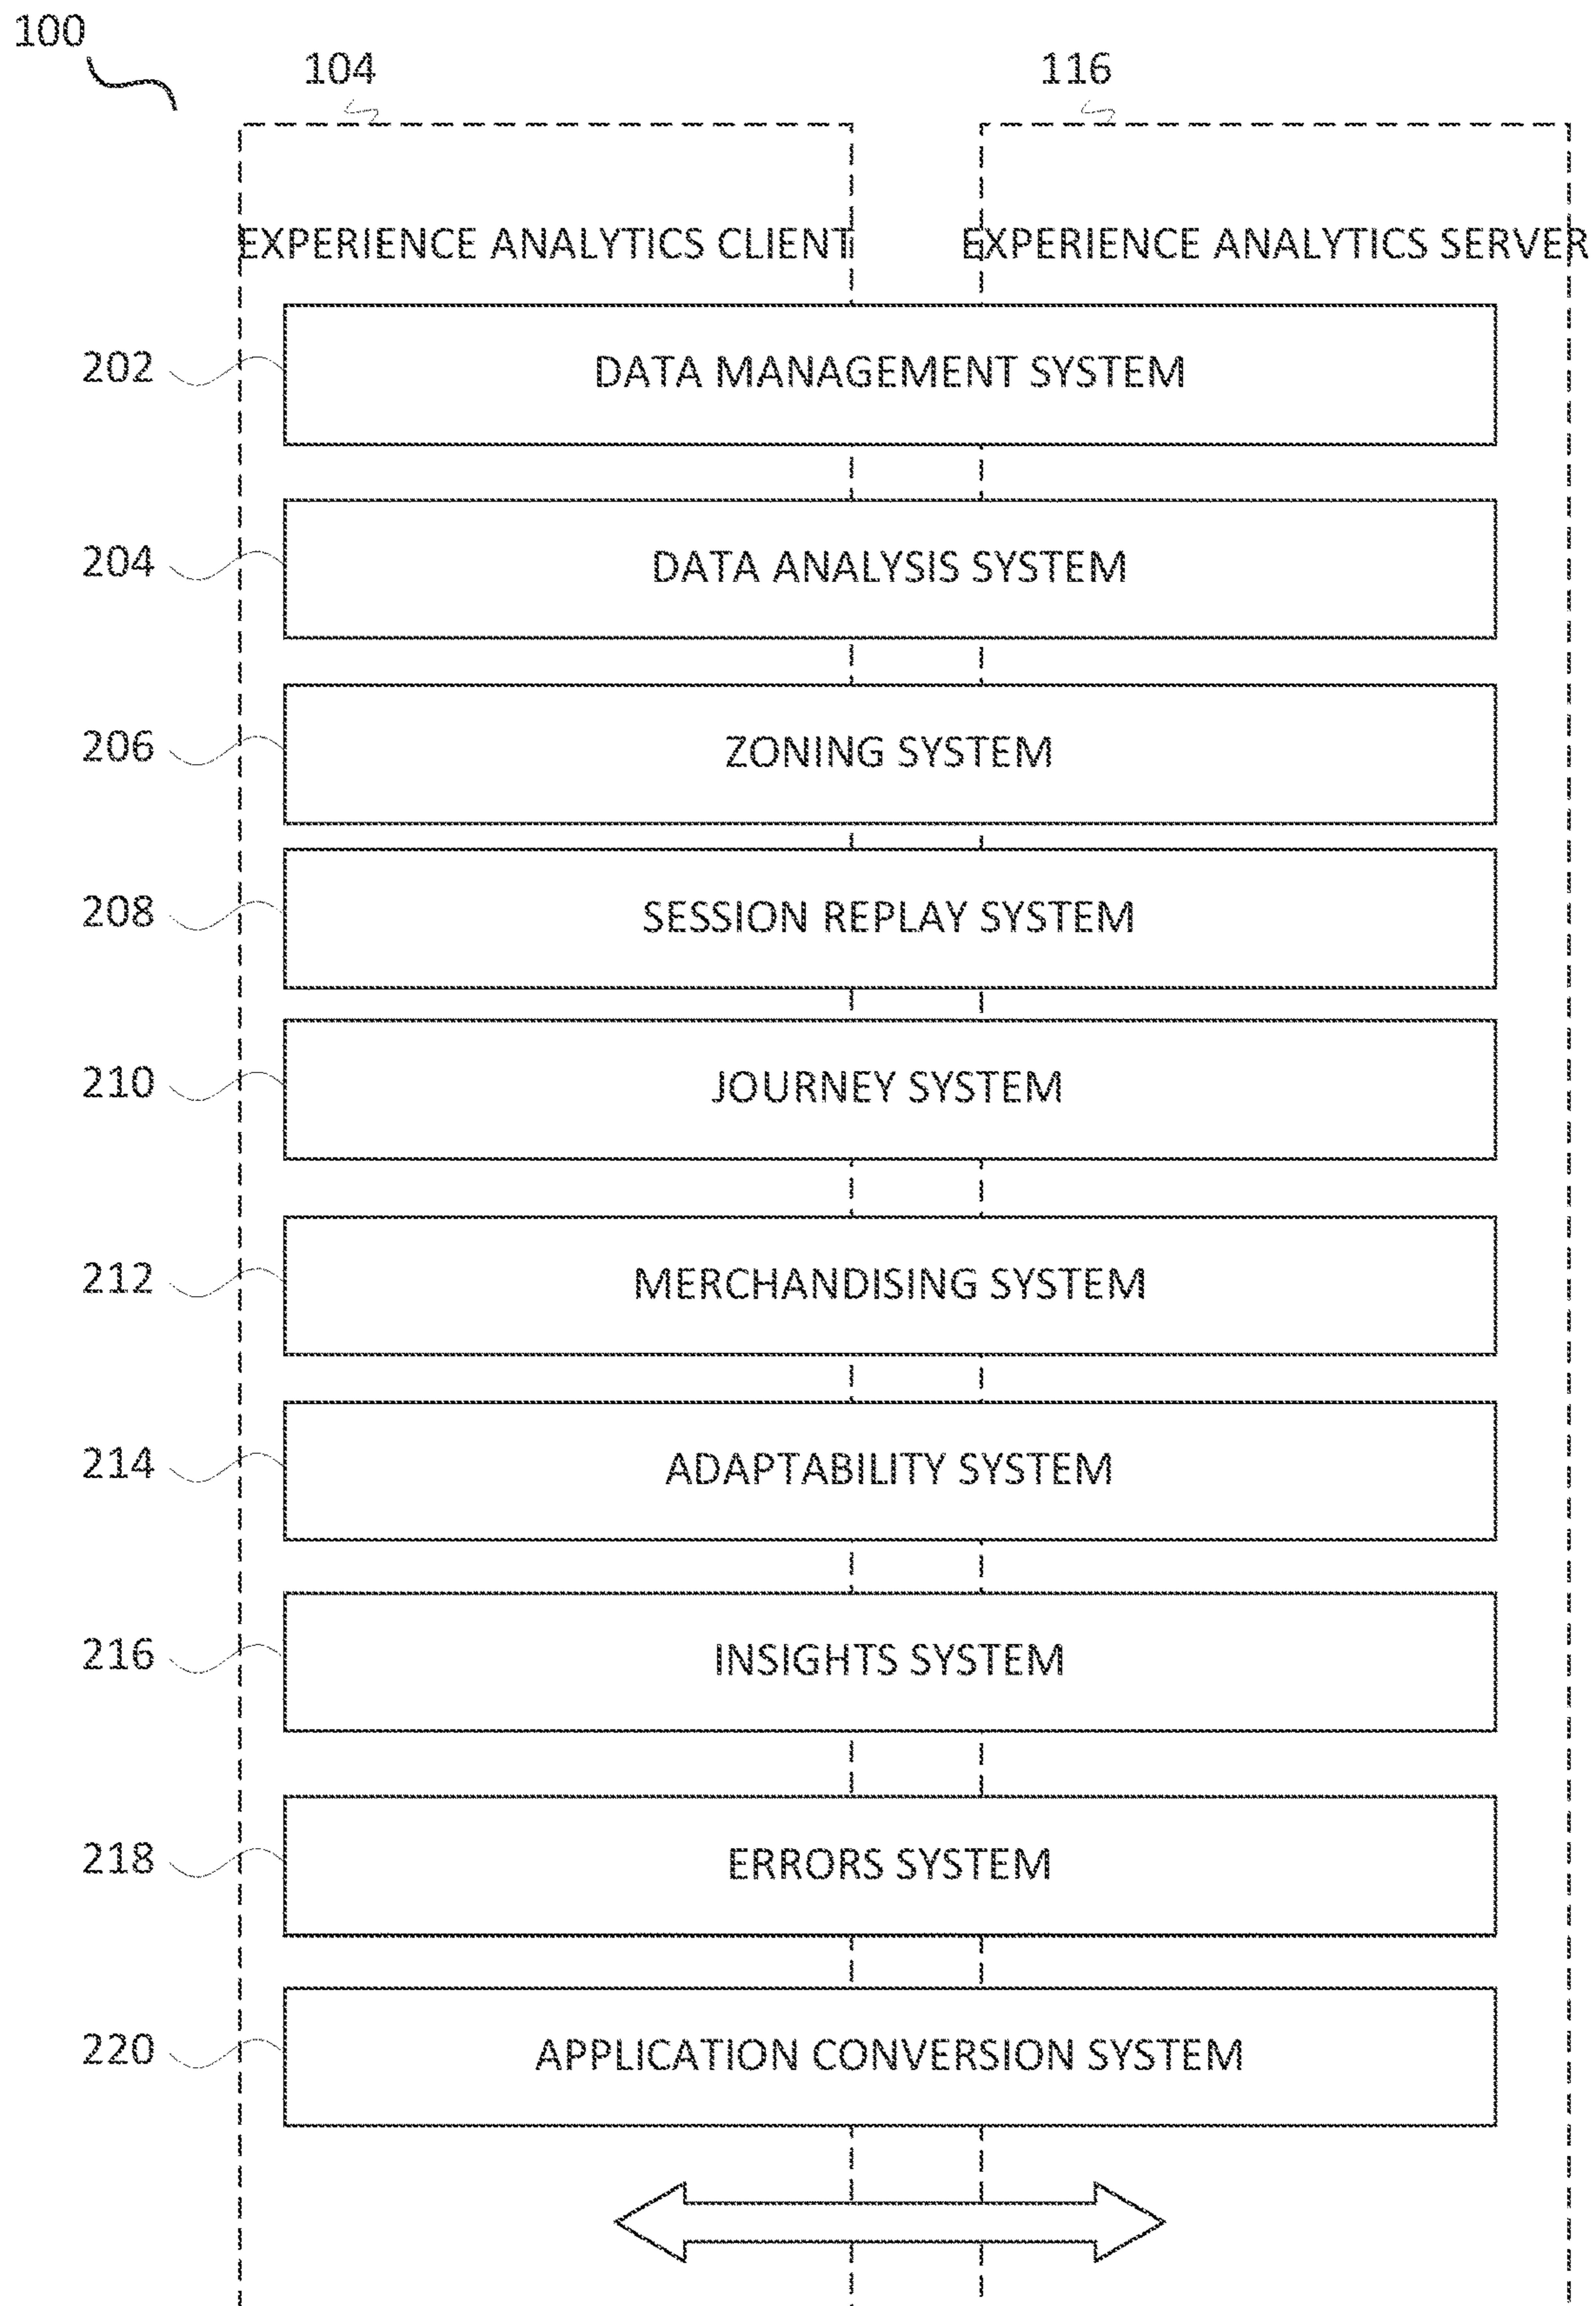 100
104
116
EXPERIENCE ANALYTICS CLIENT
EXPERIENCE ANALYTICS SERVER
202
DATA MANAGEMENT SYSTEM
204
DATA ANALYSIS SYSTEM
206
ZONING SYSTEM
208
SESSION REPLAY SYSTEM
210
JOURNEY SYSTEM
212
MERCHANDISING SYSTEM
214
ADAPTABILITY SYSTEM
216
INSIGHTS SYSTEM
218
ERRORS SYSTEM
220
APPLICATION CONVERSION SYSTEM